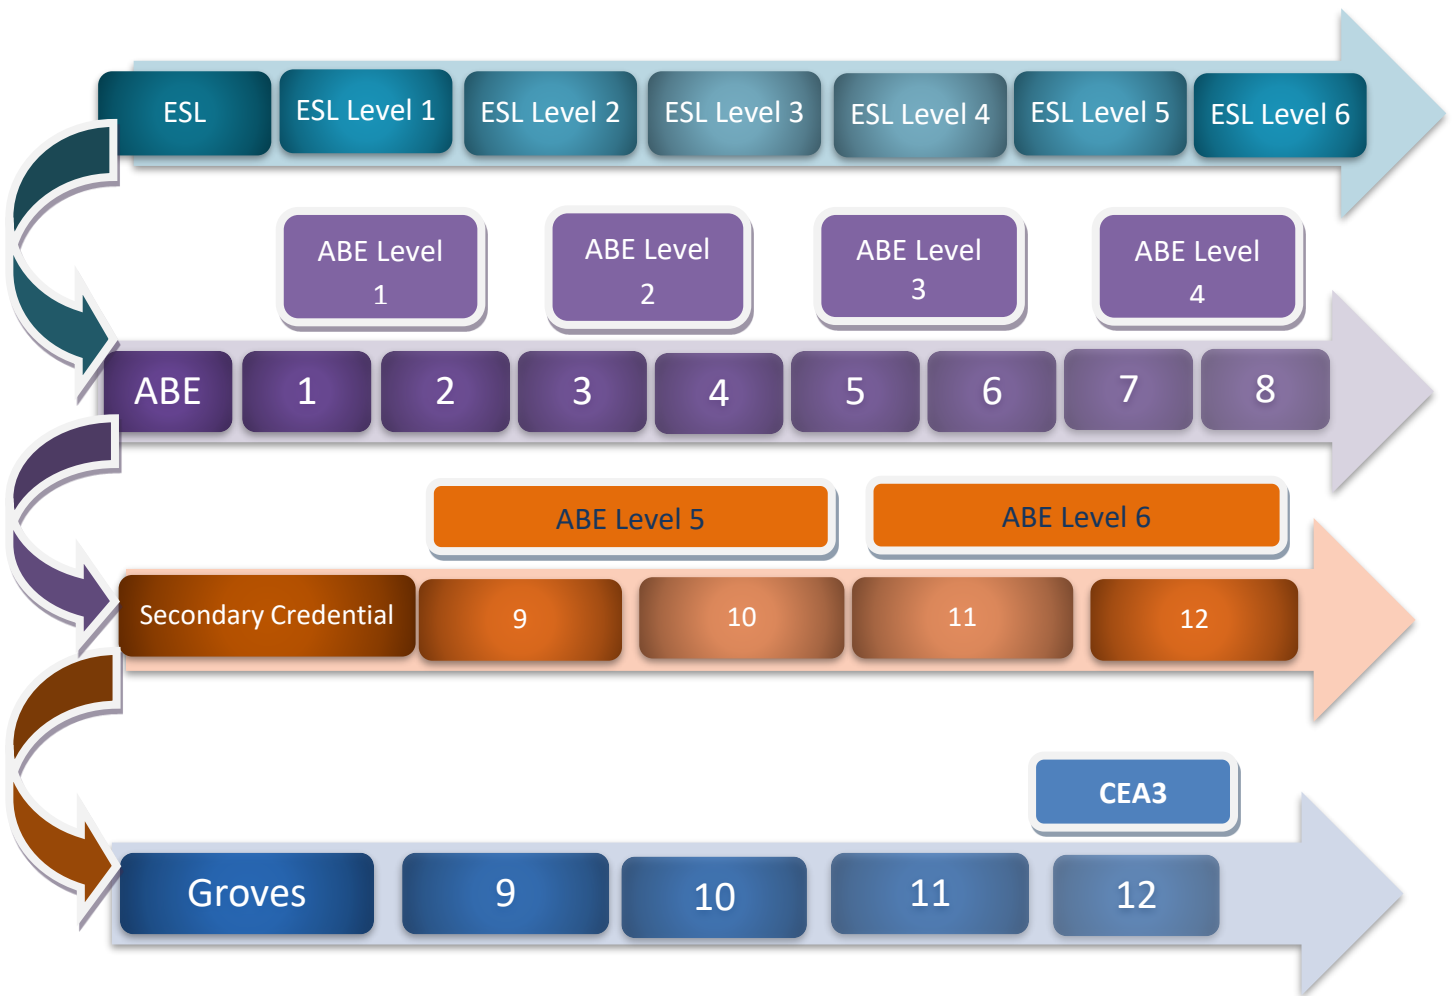 ESL
ESL Level 1
ESL Level 2
ESL Level 3
ESL Level 4
ESL Level 5
ESL Level 6
ABE Level
1
ABE Level
2
ABE Level
3
ABE Level
4
ABE
1
2
3
4
5
6
7
8
ABE Level 5
ABE Level 6
Secondary Credential
9
10
11
12
CEA3
Groves
9
10
11
12